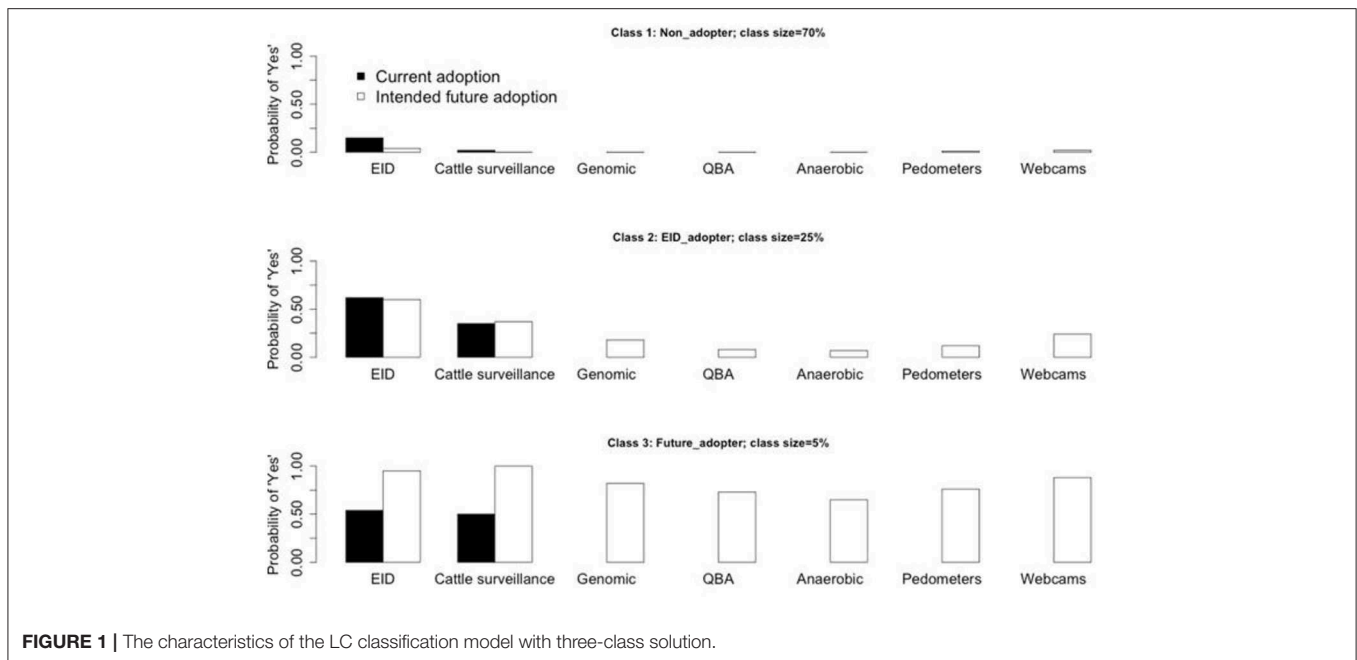 Class 1: Non_adopter; class size=70%
Probability of 'Yes'
1.00
0.50
0.00
Current adoption
Intended future adoption
EID Cattle surveillance Genomic QBA Anaerobic Pedometers Webcams
Class 2: EID_adopter; class size=25%
Probability of 'Yes'
1.00
0.50
0.00
EID Cattle surveillance Genomic QBA Anaerobic Pedometers Webcams
Class 3: Future_adopter; class size=5%
Probability of 'Yes'
1.00
0.50
0.00
EID Cattle surveillance Genomic QBA Anaerobic Pedometers Webcams
FIGURE 1 | The characteristics of the LC classification model with three-class solution.